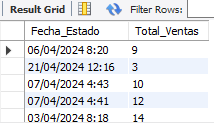 Result Grid Filter Rows:
Fecha_Estado Total_Ventas
06/04/2024 8:20 9
21/04/2024 12:16 3
07/04/2024 4:43 10
07/04/2024 4:41 12
03/04/2024 8:18 14